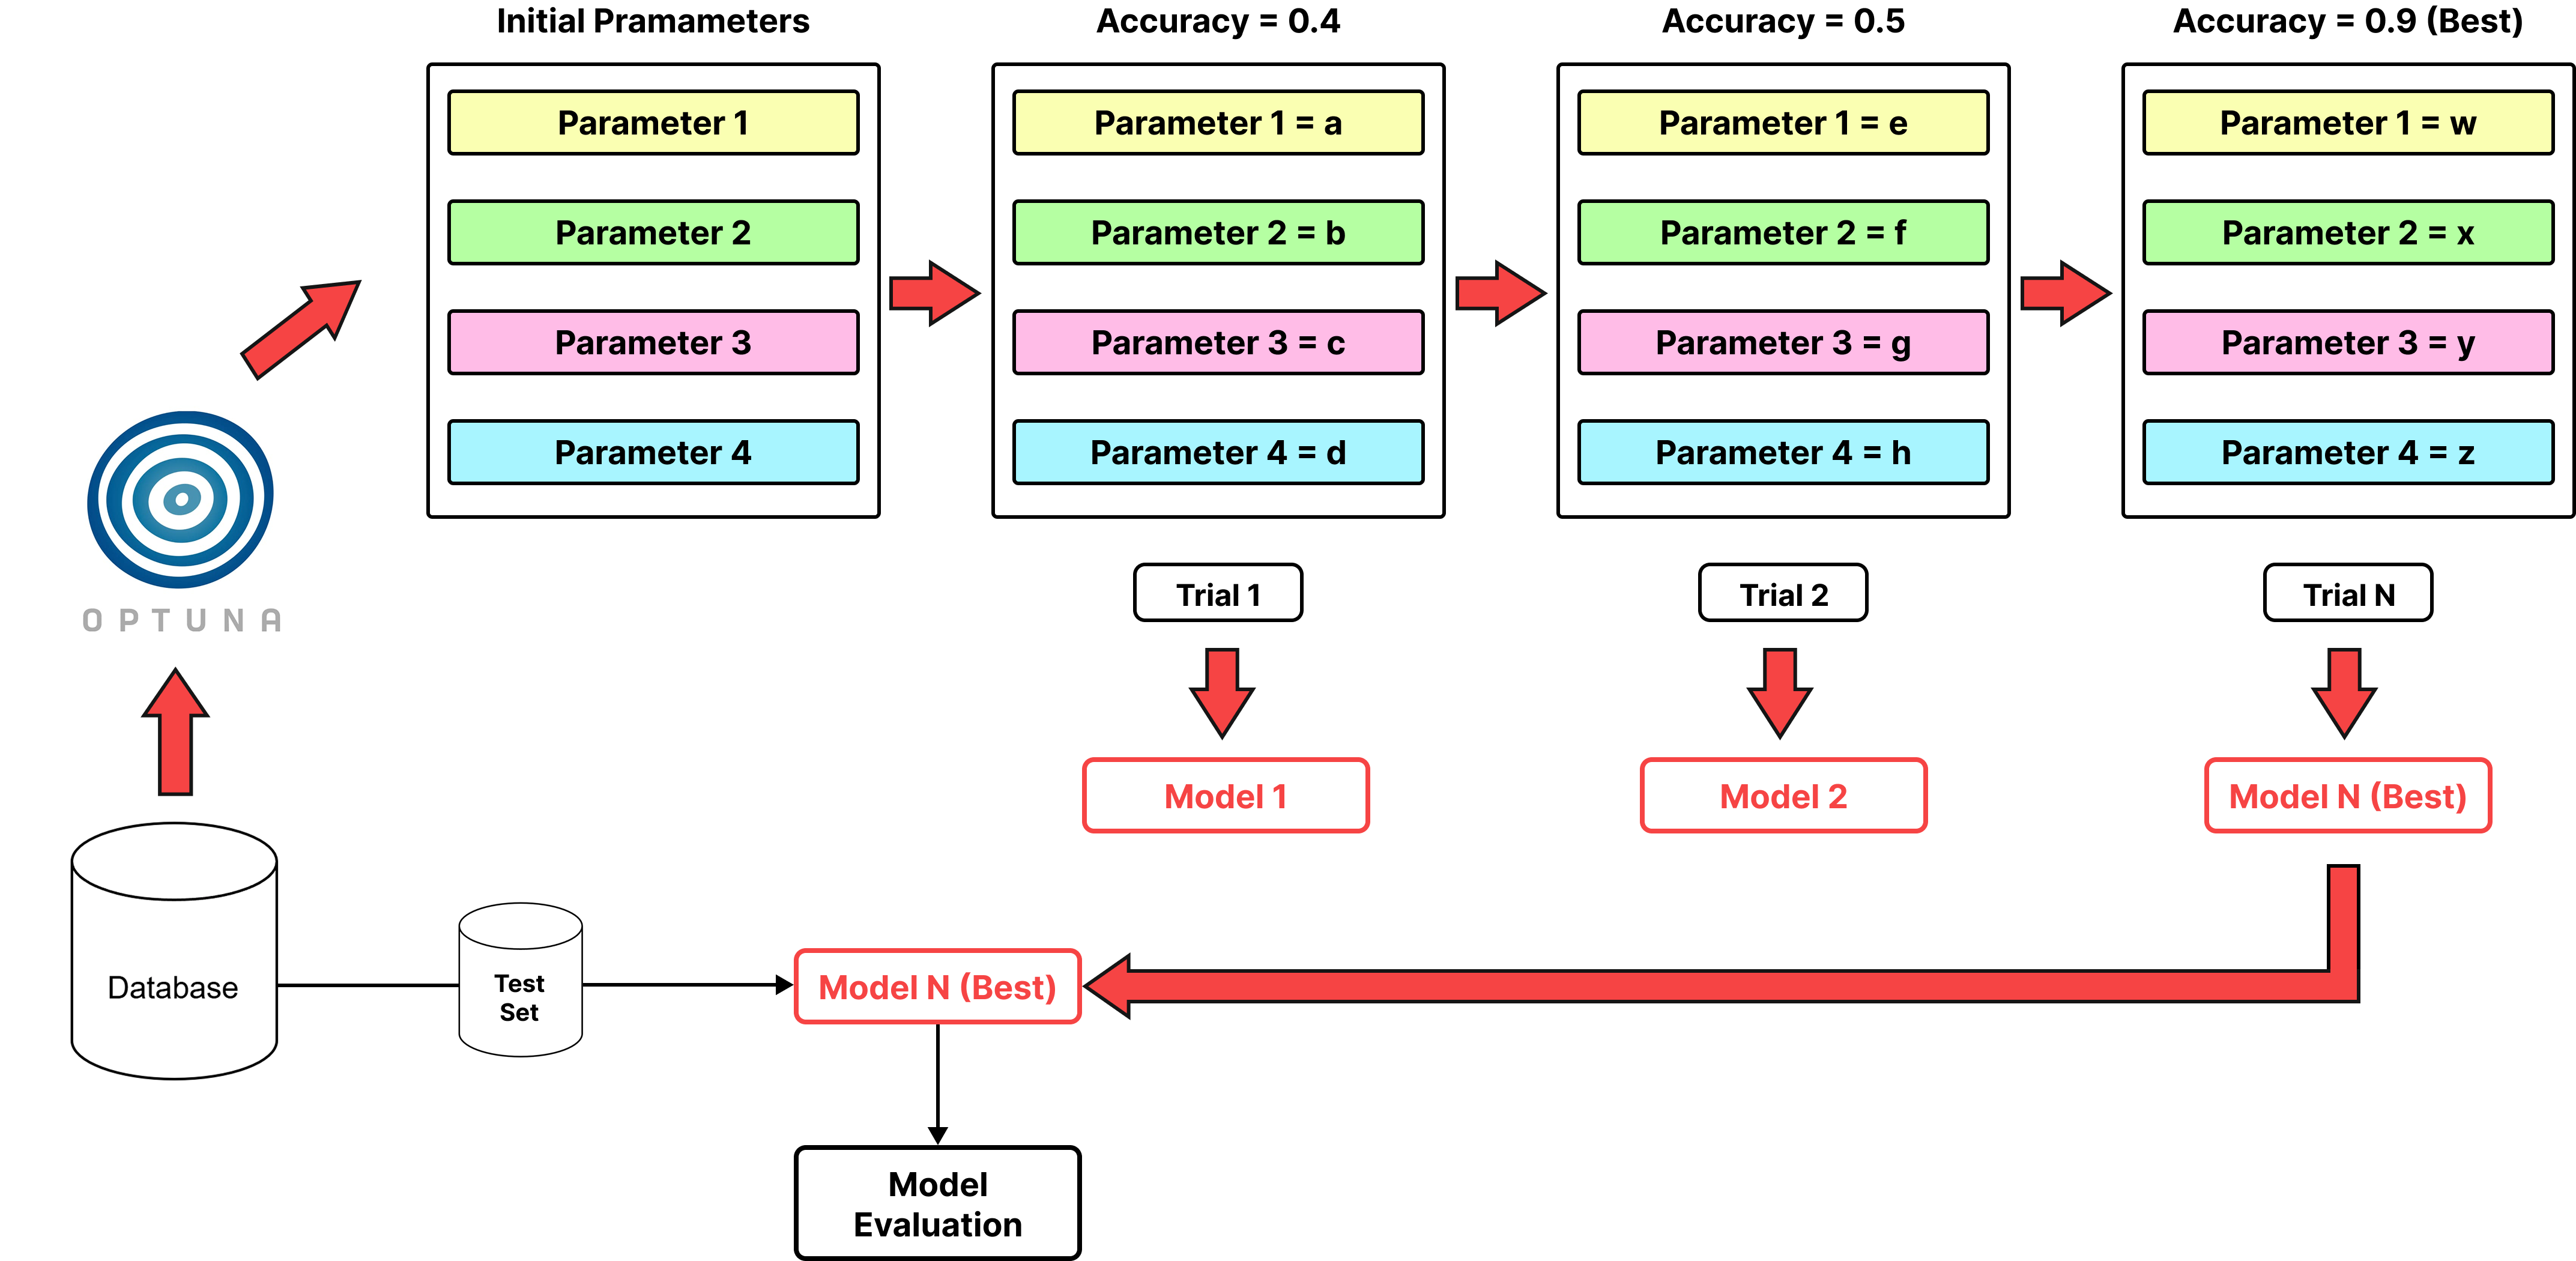 Initial Pramameters
Accuracy = 0.4
Accuracy = 0.5
Accuracy = 0.9 (Best)
Parameter 1
Parameter 2
Parameter 3
Parameter 4
Parameter 1 = a
Parameter 2 = b
Parameter 3 = c
Parameter 4 = d
Parameter 1 = e
Parameter 2 = f
Parameter 3 = g
Parameter 4 = h
Parameter 1 = w
Parameter 2 = x
Parameter 3 = y
Parameter 4 = z
OPTUNA
Trial 1
Trial 2
Trial N
Model 1
Model 2
Model N (Best)
Database
Test
Set
Model N (Best)
Model
Evaluation